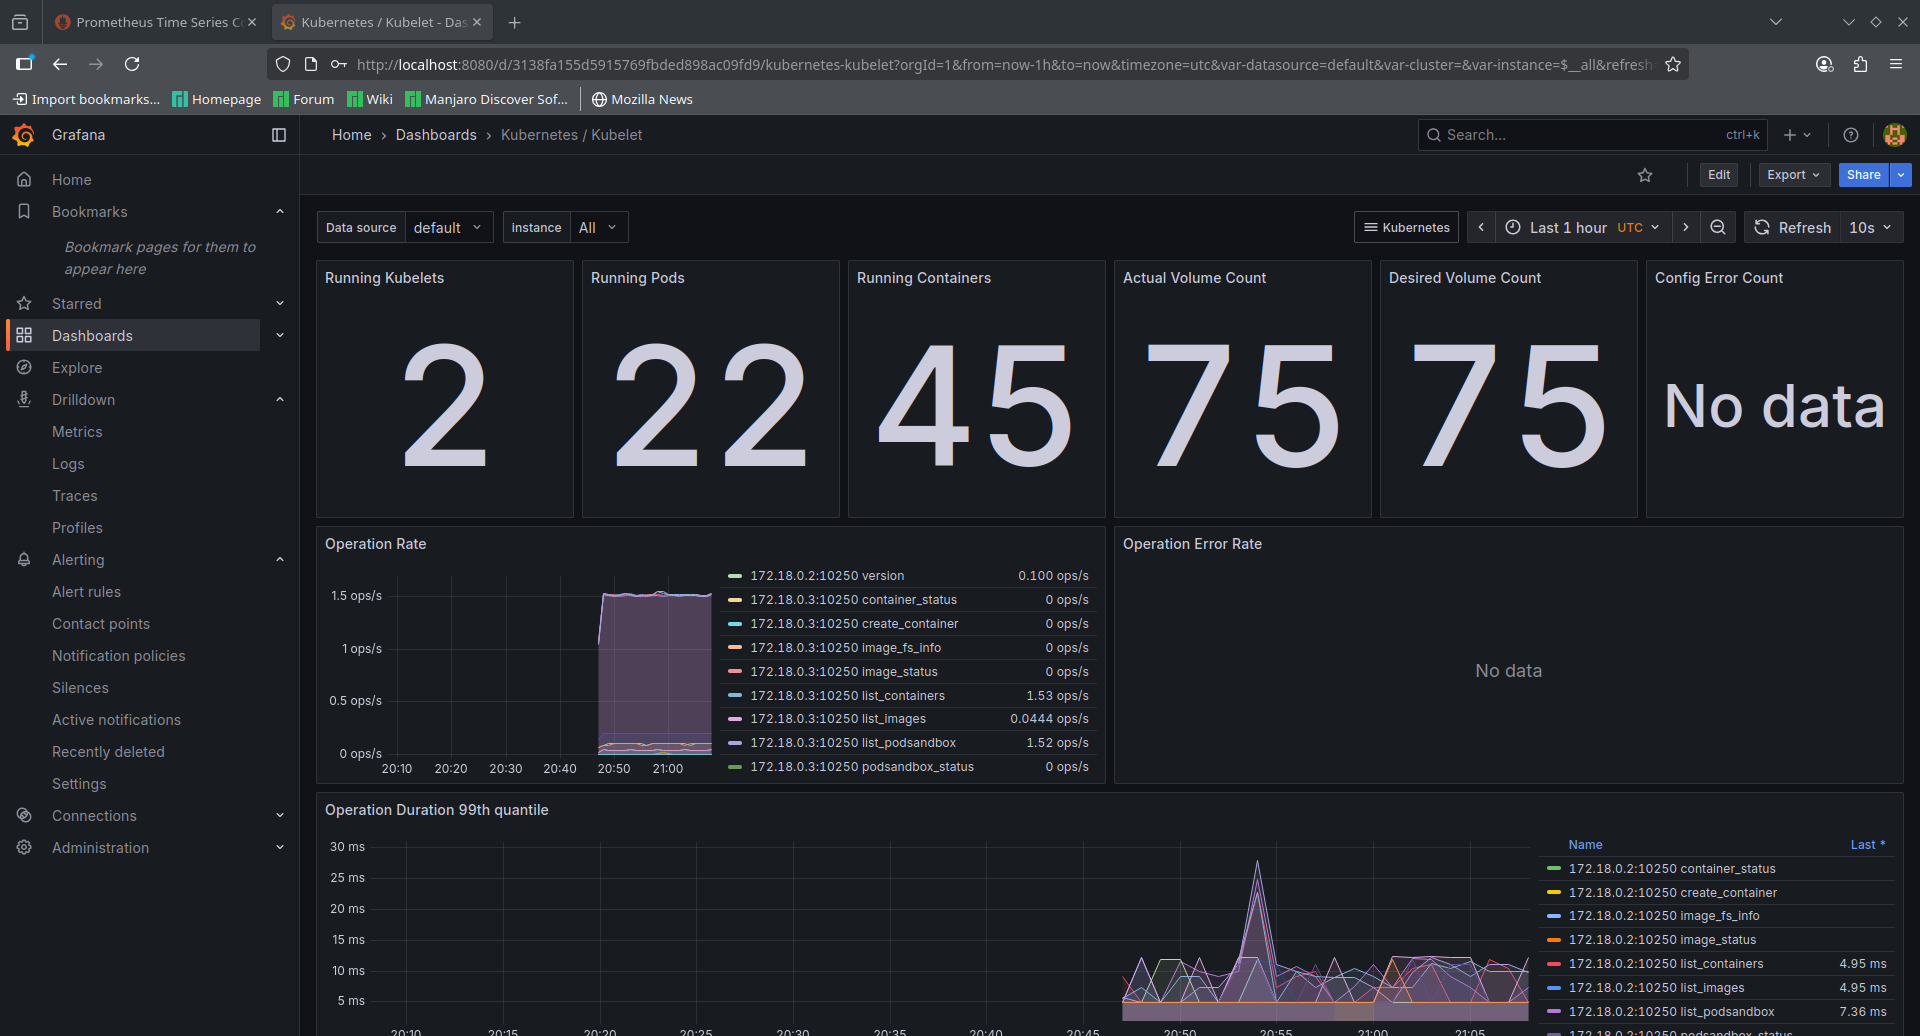 Prometheus Time Series C
Kubernetes / Kubelet - Das
http://localhost:8080/d/3138fa155d5915769fbded898ac09fd9/kubernetes-kubelet?orgId=1&from=now-1h&to=now&timezone=utc&var-datasource=default&var-cluster=&var-instance=$__all&refresh
Import bookmarks...
Homepage
Forum
Wiki
Manjaro Discover Sof...
Mozilla News
Grafana
Home › Dashboards › Kubernetes / Kubelet
Search...
ctrl+k
Edit
Export
Share
Home
Bookmarks
Bookmark pages for them to
appear here
Starred
Dashboards
Explore
Drilldown
Metrics
Logs
Traces
Profiles
Alerting
Alert rules
Contact points
Notification policies
Silences
Active notifications
Recently deleted
Settings
Connections
Administration
Data source
default
instance
All
Kubernetes
Last 1 hour UTC
Refresh
10s
Running Kubelets
2
Running Pods
22
Running Containers
45
Actual Volume Count
75
Desired Volume Count
75
Config Error Count
No data
Operation Rate
1.5 ops/s
1 ops/s
0.5 ops/s
0 ops/s
20:10 20:20 20:30 20:40 20:50 21:00
172.18.0.2:10250 version 0.100 ops/s
172.18.0.3:10250 container_status 0 ops/s
172.18.0.3:10250 create_container 0 ops/s
172.18.0.3:10250 image_fs_info 0 ops/s
172.18.0.3:10250 image_status 0 ops/s
172.18.0.3:10250 list_containers 1.53 ops/s
172.18.0.3:10250 list_images 0.0444 ops/s
172.18.0.3:10250 list_podsandbox 1.52 ops/s
172.18.0.3:10250 podsandbox_status 0 ops/s
Operation Error Rate
No data
Operation Duration 99th quantile
30 ms
25 ms
20 ms
15 ms
10 ms
5 ms
20:10 20:15 20:20 20:25 20:30 20:35 20:40 20:45 20:50 20:55 21:00 21:05
Name Last *
172.18.0.2:10250 container_status
172.18.0.2:10250 create_container
172.18.0.2:10250 image_fs_info
172.18.0.2:10250 image_status
172.18.0.2:10250 list_containers 4.95 ms
172.18.0.2:10250 list_images 4.95 ms
172.18.0.2:10250 list_podsandbox 7.36 ms
172.18.0.2:10250 podsandbox_status